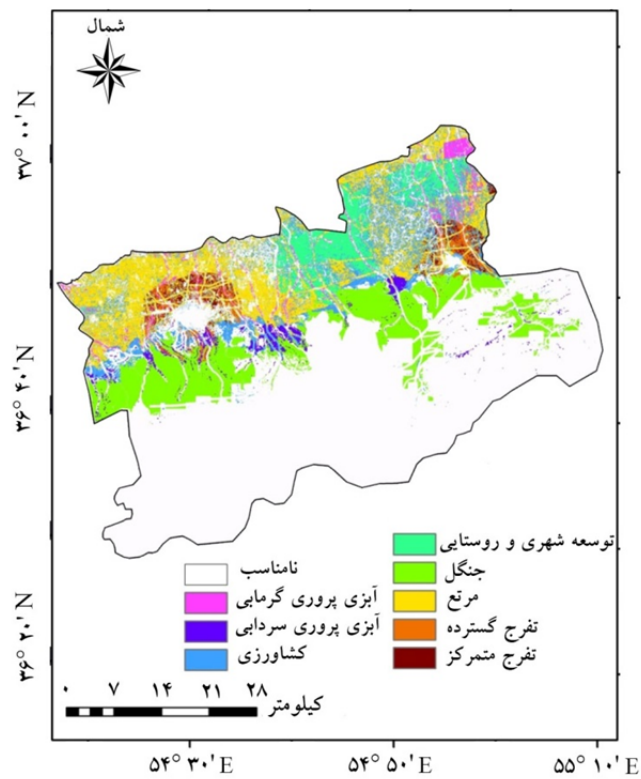 شمال
۳۷° ۰۰' N
۳۶° ۴۰' N
۳۶° ۲۰' N
توسعه شهری و روستایی
جنگل
مرتع
تفرج گسترده
تفرج متمرکز
نامناسب
آبزی پروری گرمابی
آبزی پروری سردابی
کشاورزی
۰ ۷ ۱۴ ۲۱ ۲۸
کیلومتر
۵۴° ۳۰' E
۵۴° ۵۰' E
۵۵° ۱۰' E